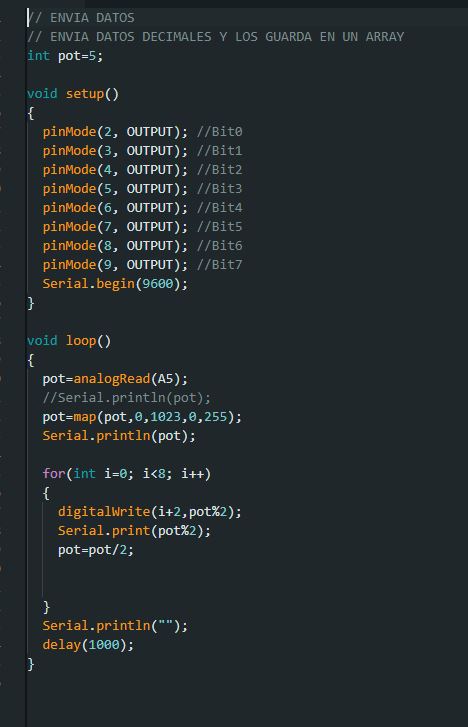 // ENVIA DATOS
// ENVIA DATOS DECIMALES Y LOS GUARDA EN UN ARRAY
int pot=5;
void setup()
{
pinMode(2, OUTPUT); //Bit0
pinMode(3, OUTPUT); //Bit1
pinMode(4, OUTPUT); //Bit2
pinMode(5, OUTPUT); //Bit3
pinMode(6, OUTPUT); //Bit4
pinMode(7, OUTPUT); //Bit5
pinMode(8, OUTPUT); //Bit6
pinMode(9, OUTPUT); //Bit7
Serial.begin(9600);
}
void loop()
{
pot=analogRead(A5);
//Serial.println(pot);
pot=map(pot,0,1023,0,255);
Serial.println(pot);
for(int i=0; i<8; i++)
{
digitalWrite(i+2,pot%2);
Serial.print(pot%2);
pot=pot/2;
}
Serial.println("");
delay(1000);
}